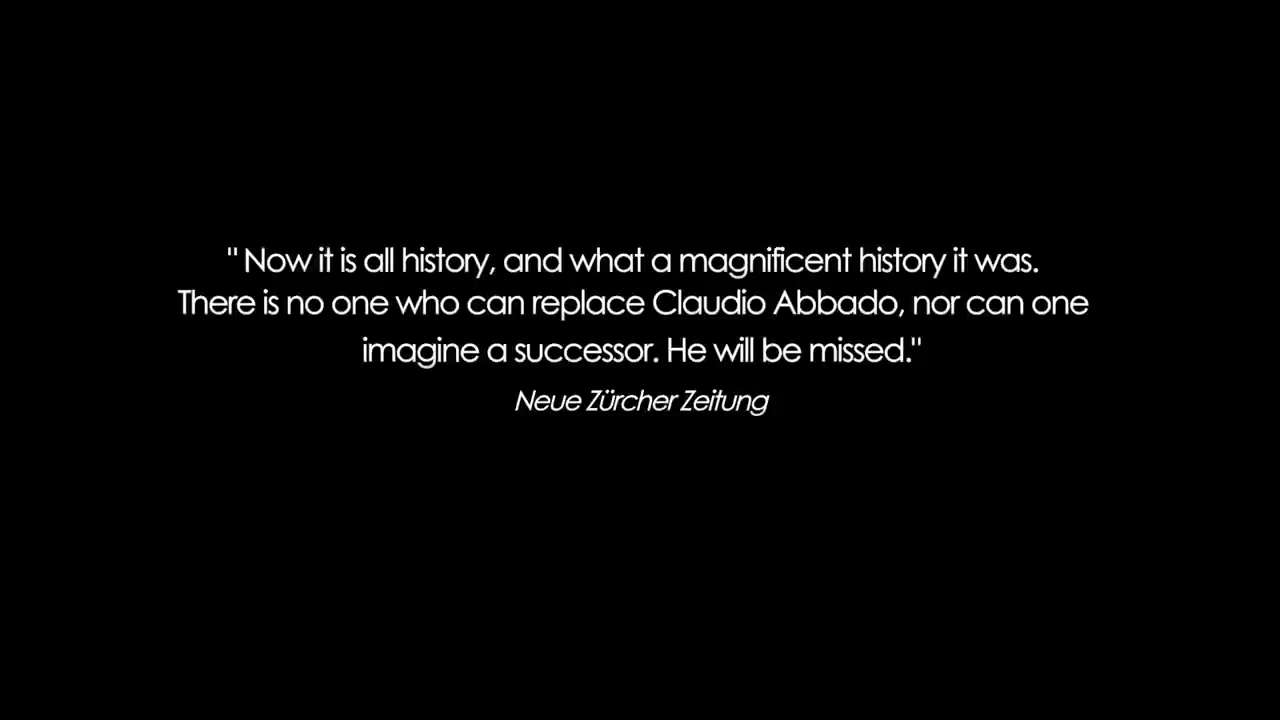 " Now it is all history, and what a magnificent history it was.
There is no one who can replace Claudio Abbado, nor can one
imagine a successor. He will be missed."
Neue Zürcher Zeitung